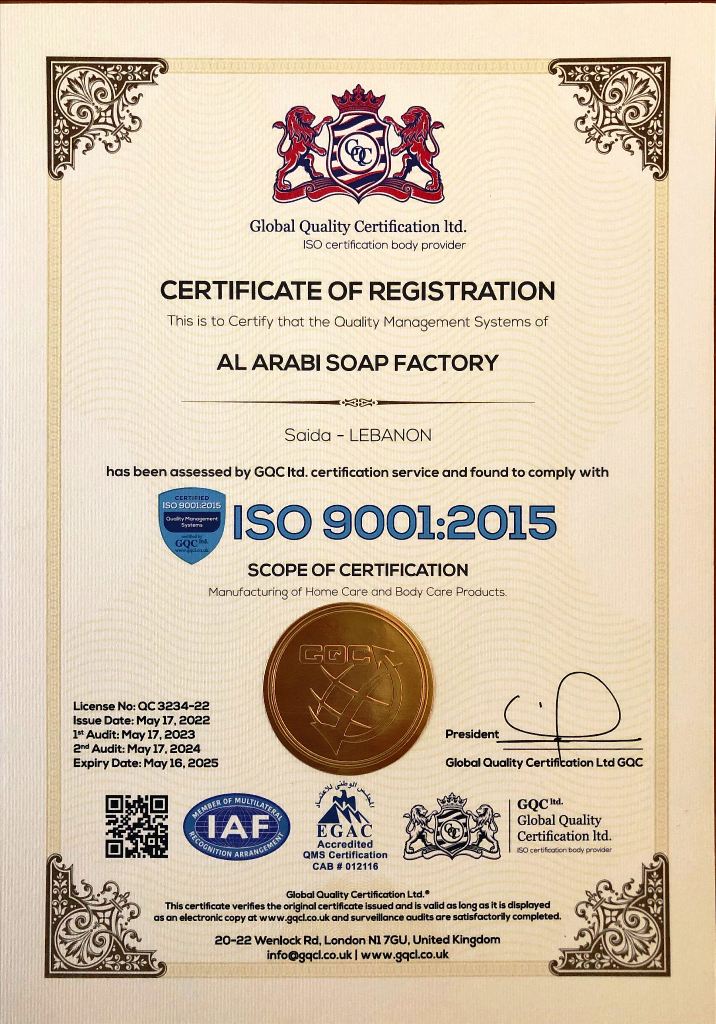 GQC
Global Quality Certification ltd.
ISO certification body provider
CERTIFICATE OF REGISTRATION
This is to Certify that the Quality Management Systems of
AL ARABI SOAP FACTORY
Saida - LEBANON
has been assessed by GQC ltd. certification service and found to comply with
CERTIFIED
ISO 9001:2015
Quality Management
Systems
certified by
GQC ltd.
www.gqcl.co.uk
ISO 9001:2015
SCOPE OF CERTIFICATION
Manufacturing of Home Care and Body Care Products.
GQC
License No: QC 3234-22
Issue Date: May 17, 2022
1st Audit: May 17, 2023
2nd Audit: May 17, 2024
Expiry Date: May 16, 2025
President
Global Quality Certification Ltd GQC
MEMBER OF MULTILATERAL
IAF
RECOGNITION ARRANGEMENT
المجلس الوطني للاعتماد
EGAC
Accredited
QMS Certification
CAB # 012116
GQC
GQC ltd.
Global Quality
Certification ltd.
ISO certification body provider
Global Quality Certification Ltd.®
This certificate verifies the original certificate issued and is valid as long as it is displayed
as an electronic copy at www.gqcl.co.uk and surveillance audits are satisfactorily completed.
20-22 Wenlock Rd, London N1 7GU, United Kingdom
info@gqcl.co.uk | www.gqcl.co.uk